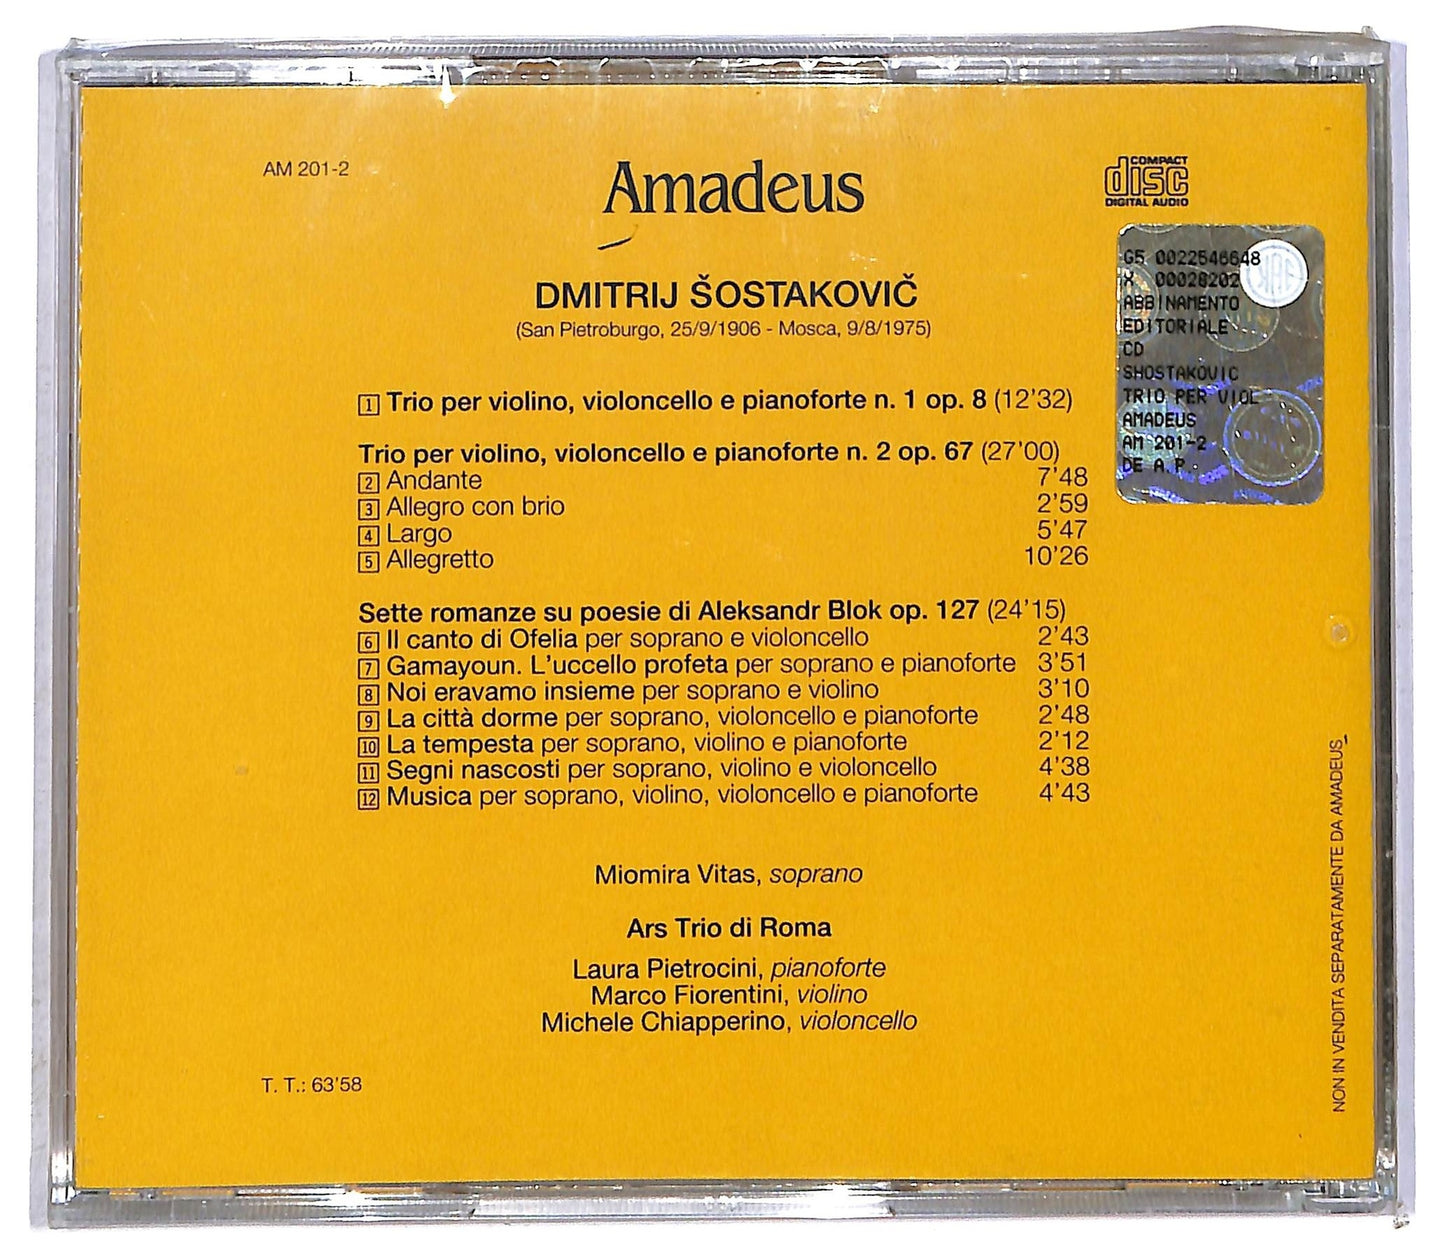 AM 201-2
Amadeus
COMPACT
disc
DIGITAL AUDIO
G5 0022546648
X 00028202
ABBINAMENTO
EDITORIALE
CD
SHOSTAKOVIC
TRIO PER VIOL
AMADEUS
AM 201-2
DE A.P.
DMITRIJ ŠOSTAKOVIČ
(San Pietroburgo, 25/9/1906 - Mosca, 9/8/1975)
1 Trio per violino, violoncello e pianoforte n. 1 op. 8 (12'32)
Trio per violino, violoncello e pianoforte n. 2 op. 67 (27'00)
2 Andante 7'48
3 Allegro con brio 2'59
4 Largo 5'47
5 Allegretto 10'26
Sette romanze su poesie di Aleksandr Blok op. 127 (24'15)
6 Il canto di Ofelia per soprano e violoncello 2'43
7 Gamayoun. L'uccello profeta per soprano e pianoforte 3'51
8 Noi eravamo insieme per soprano e violino 3'10
9 La città dorme per soprano, violoncello e pianoforte 2'48
10 La tempesta per soprano, violino e pianoforte 2'12
11 Segni nascosti per soprano, violino e violoncello 4'38
12 Musica per soprano, violino, violoncello e pianoforte 4'43
Miomira Vitas, soprano
Ars Trio di Roma
Laura Pietrocini, pianoforte
Marco Fiorentini, violino
Michele Chiapperino, violoncello
T. T.: 63'58
NON IN VENDITA SEPARATAMENTE DA AMADEUS